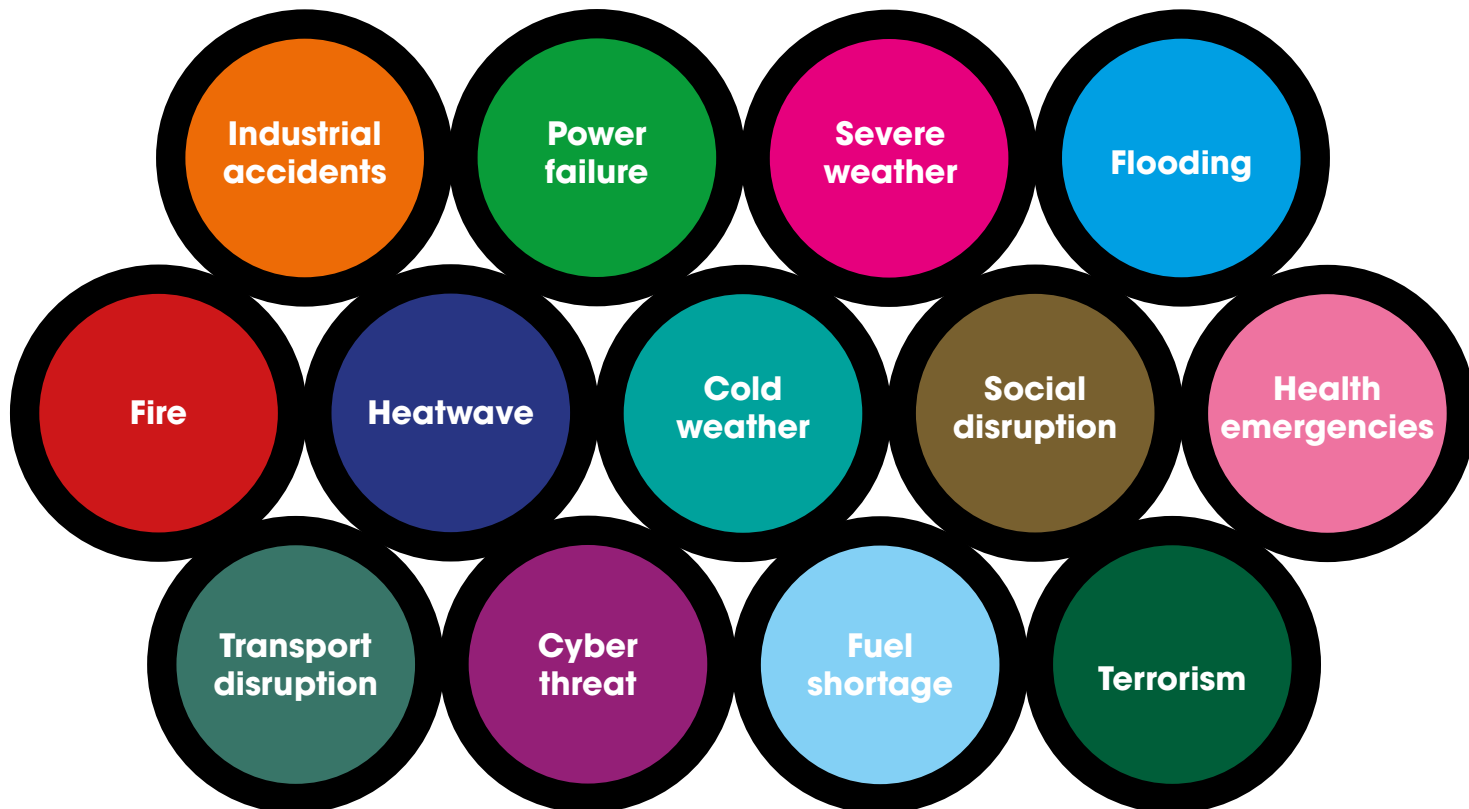 Industrial
accidents
Power
failure
Severe
weather
Flooding
Fire
Heatwave
Cold
weather
Social
disruption
Health
emergencies
Transport
disruption
Cyber
threat
Fuel
shortage
Terrorism